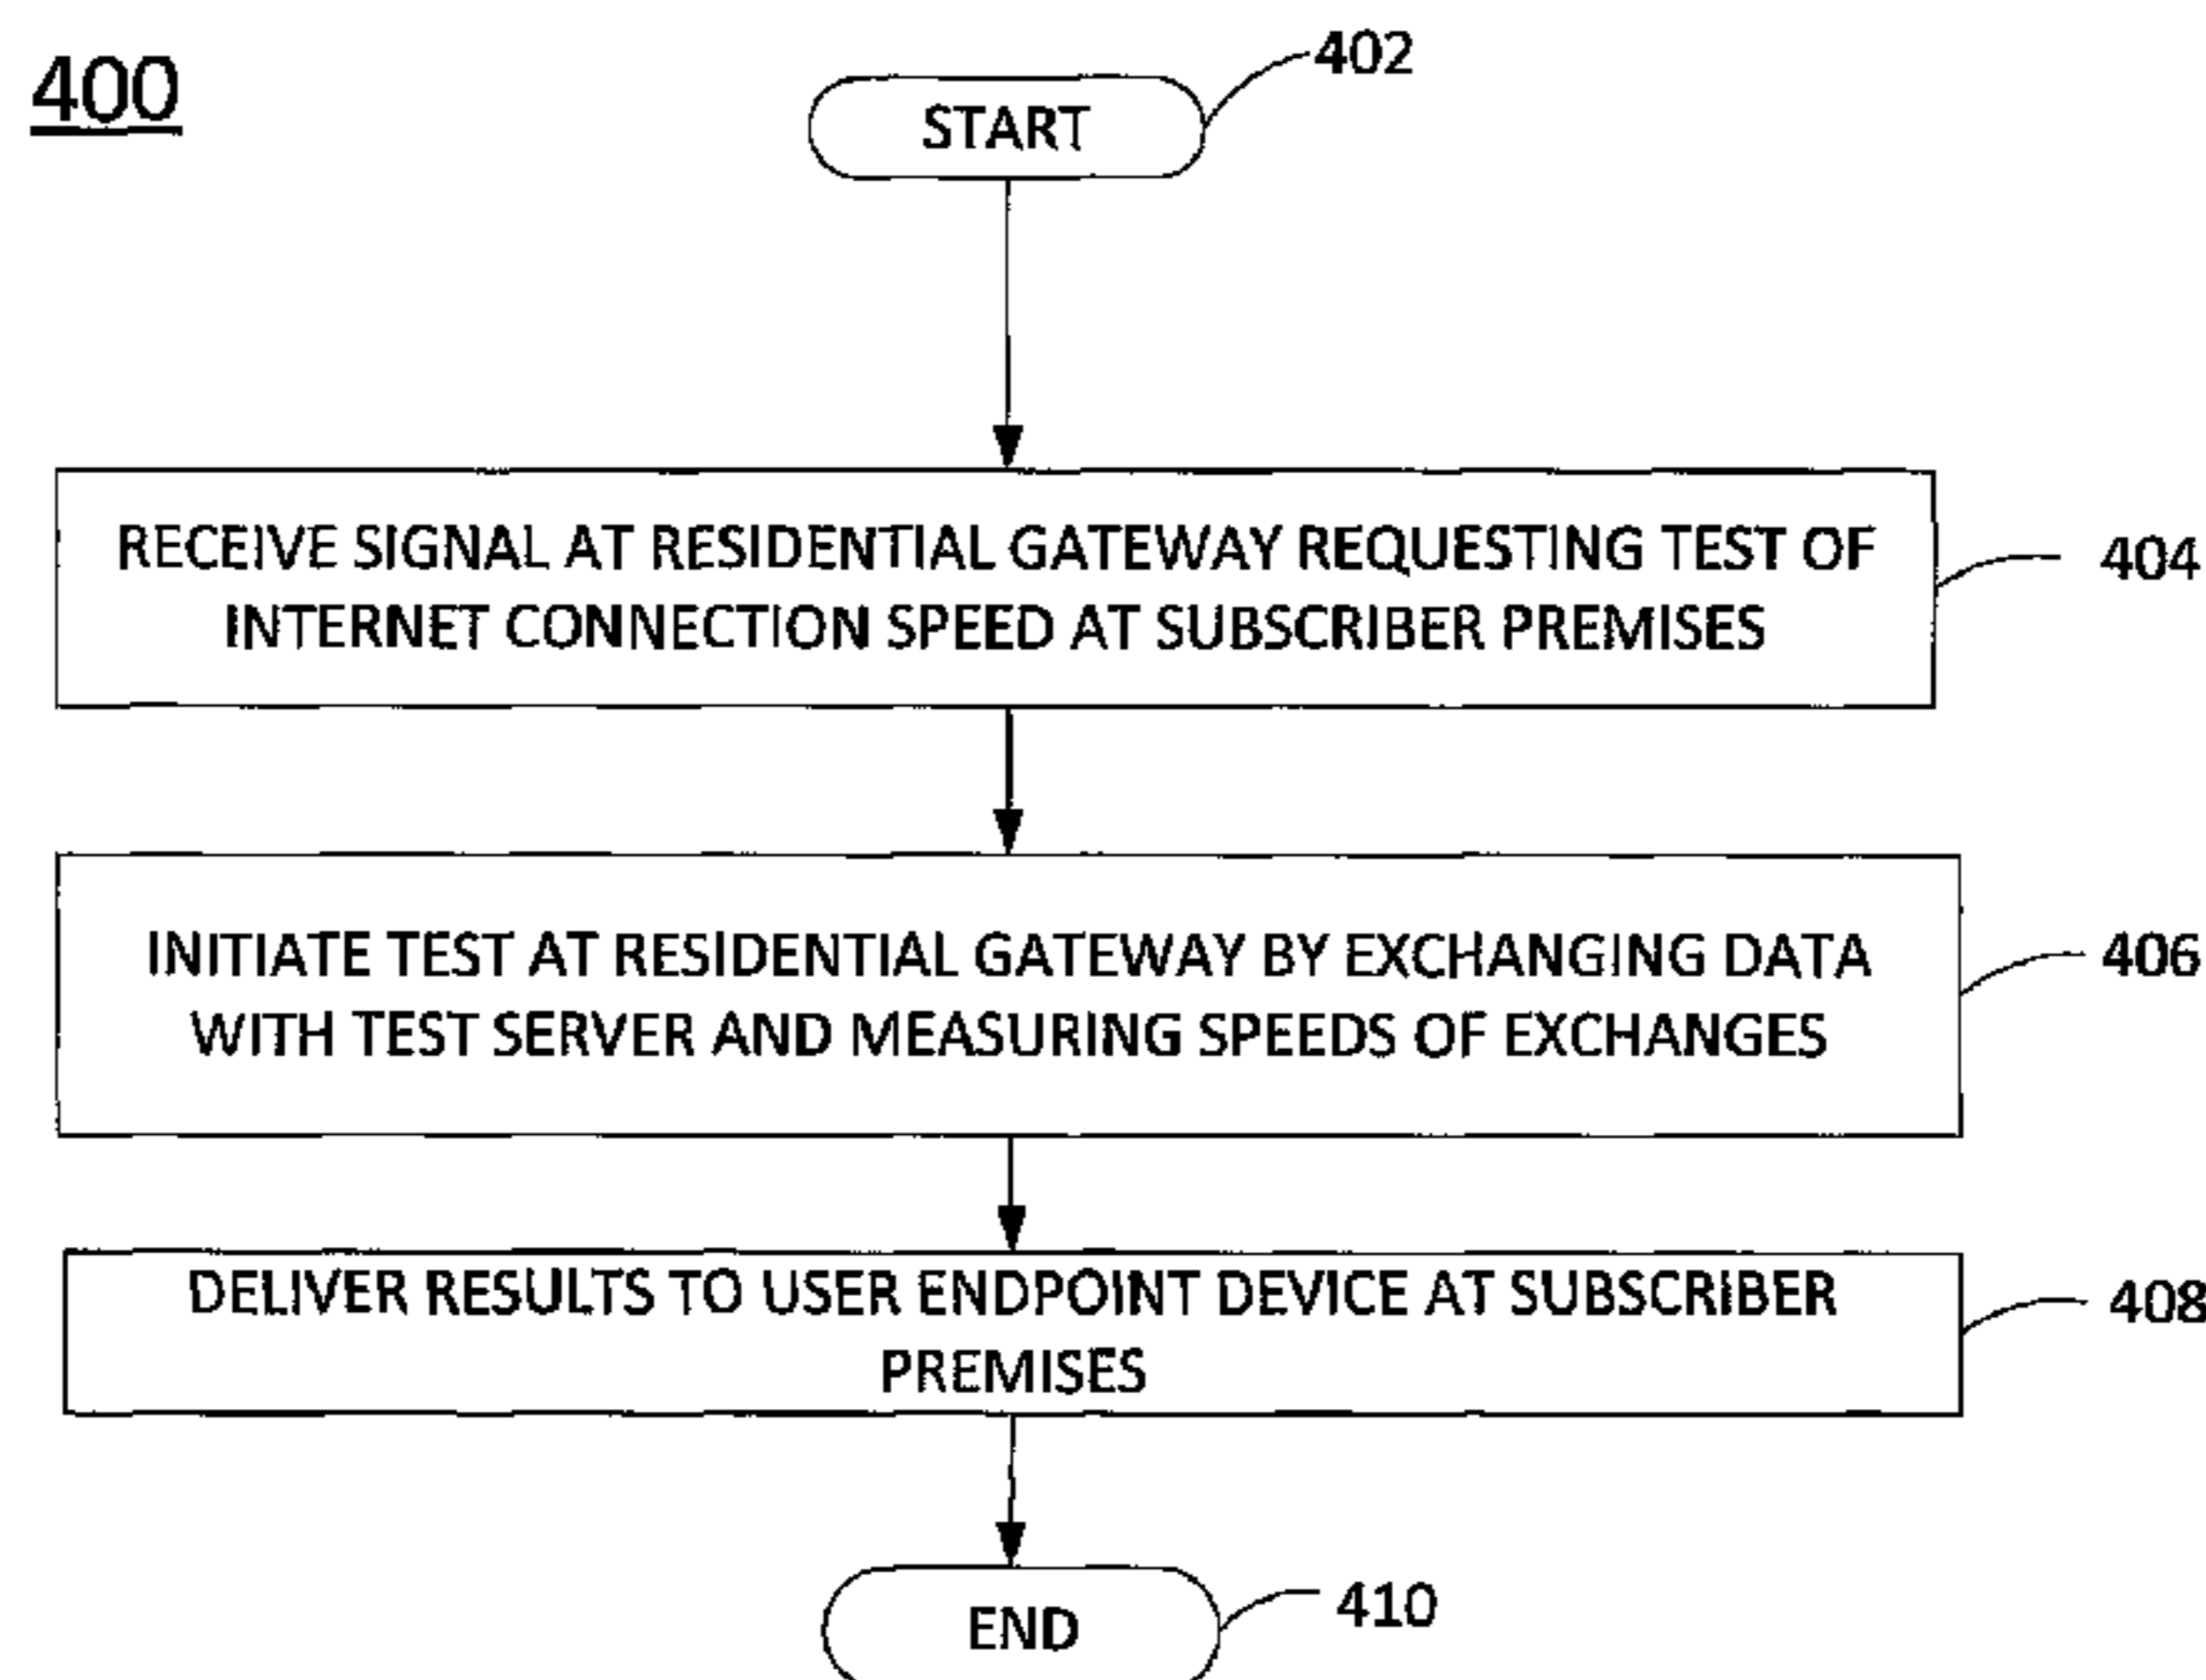 400
402
START
RECEIVE SIGNAL AT RESIDENTIAL GATEWAY REQUESTING TEST OF
INTERNET CONNECTION SPEED AT SUBSCRIBER PREMISES
404
INITIATE TEST AT RESIDENTIAL GATEWAY BY EXCHANGING DATA
WITH TEST SERVER AND MEASURING SPEEDS OF EXCHANGES
406
DELIVER RESULTS TO USER ENDPOINT DEVICE AT SUBSCRIBER
PREMISES
408
END
410